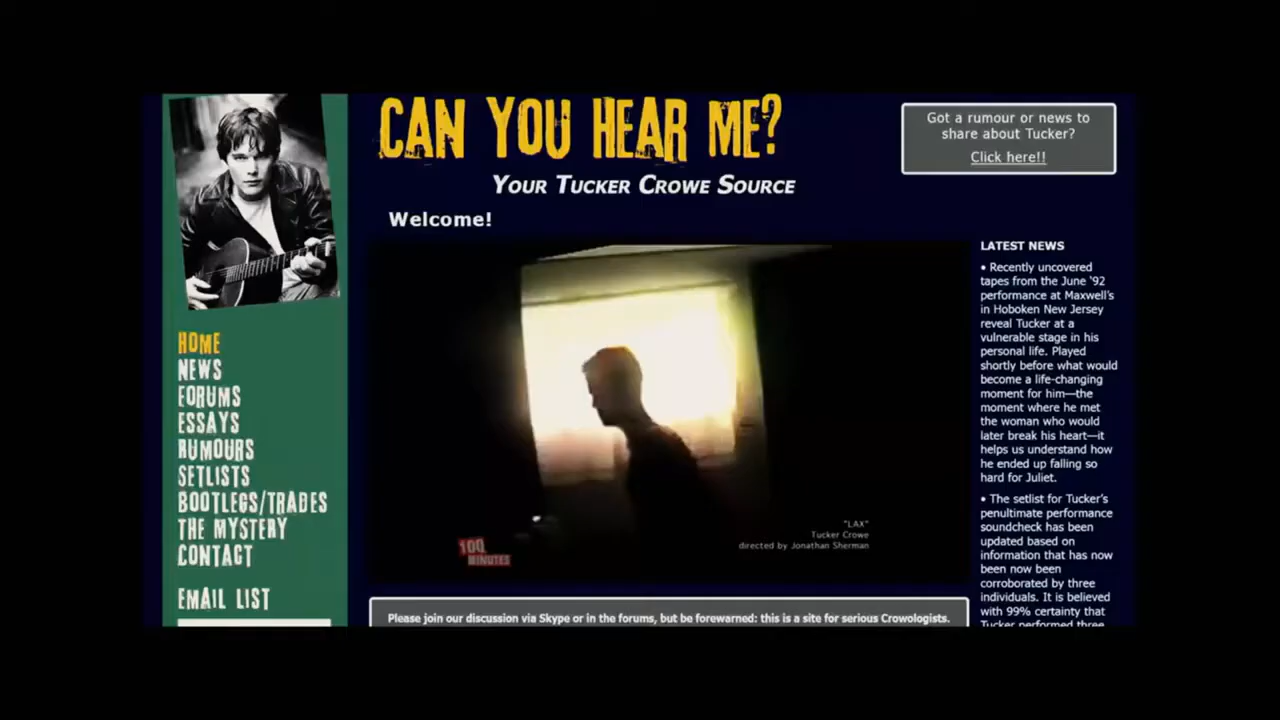 CAN YOU HEAR ME?
YOUR TUCKER CROWE SOURCE
Got a rumour or news to
share about Tucker?
Click here!!
Welcome!
HOME
NEWS
FORUMS
ESSAYS
RUMOURS
SETLISTS
BOOTLEGS/TRADES
THE MYSTERY
CONTACT
EMAIL LIST
100
MINUTES
"LAX"
Tucker Crowe
directed by Jonathan Sherman
Please join our discussion via Skype or in the forums, but be forewarned: this is a site for serious Crowologists.
LATEST NEWS
• Recently uncovered
tapes from the June '92
performance at Maxwell's
in Hoboken New Jersey
reveal Tucker at a
vulnerable stage in his
personal life. Played
shortly before what would
become a life-changing
moment for him—the
moment where he met
the woman who would
later break his heart—it
helps us understand how
he ended up falling so
hard for Juliet.
• The setlist for Tucker's
penultimate performance
soundcheck has been
updated based on
information that has now
been now been
corroborated by three
individuals. It is believed
with 99% certainty that
Tucker performed three